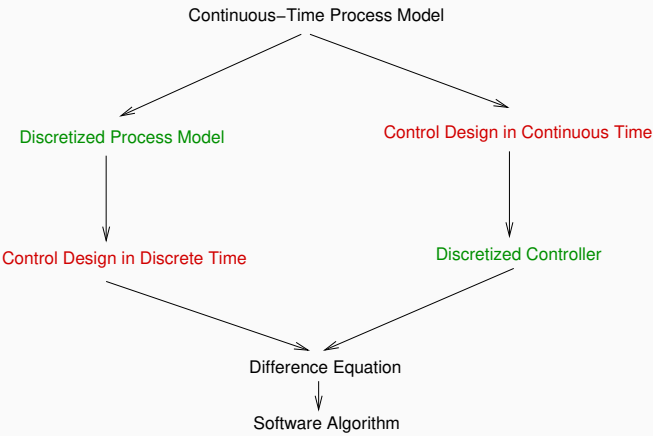 Continuous−Time Process Model
Discretized Process Model
Control Design in Continuous Time
Control Design in Discrete Time
Discretized Controller
Difference Equation
Software Algorithm